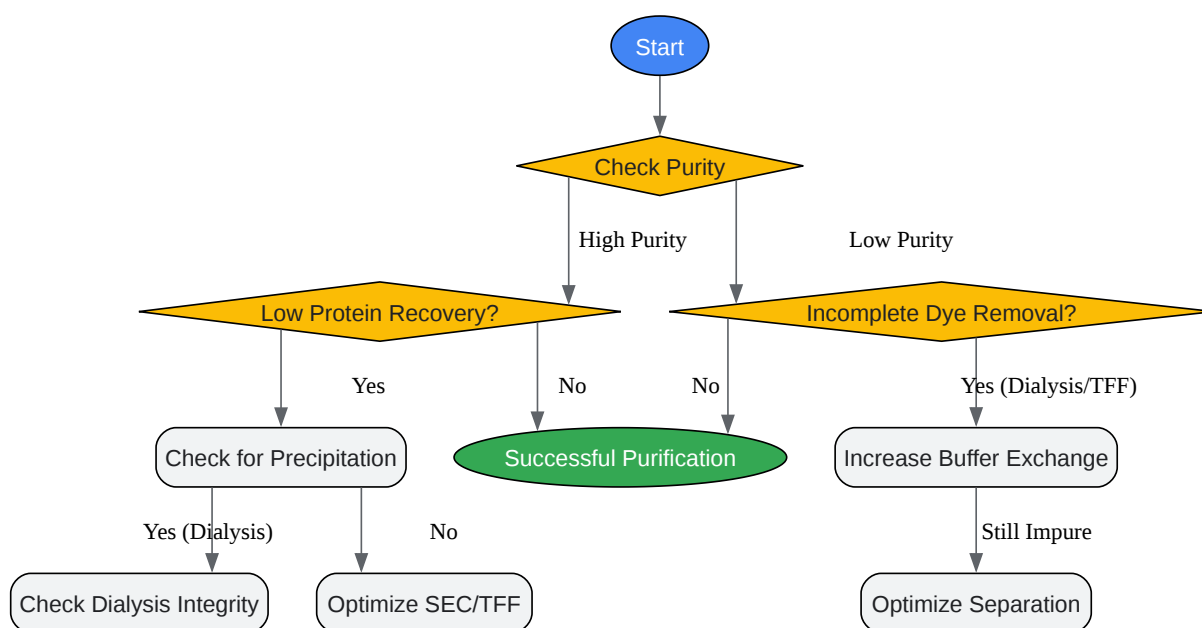 Start
Check Purity
High Purity
Low Purity
Low Protein Recovery?
Incomplete Dye Removal?
Yes
No
No
Yes (Dialysis/TFF)
Check for Precipitation
Successful Purification
Increase Buffer Exchange
Yes (Dialysis)
No
Still Impure
Check Dialysis Integrity
Optimize SEC/TFF
Optimize Separation